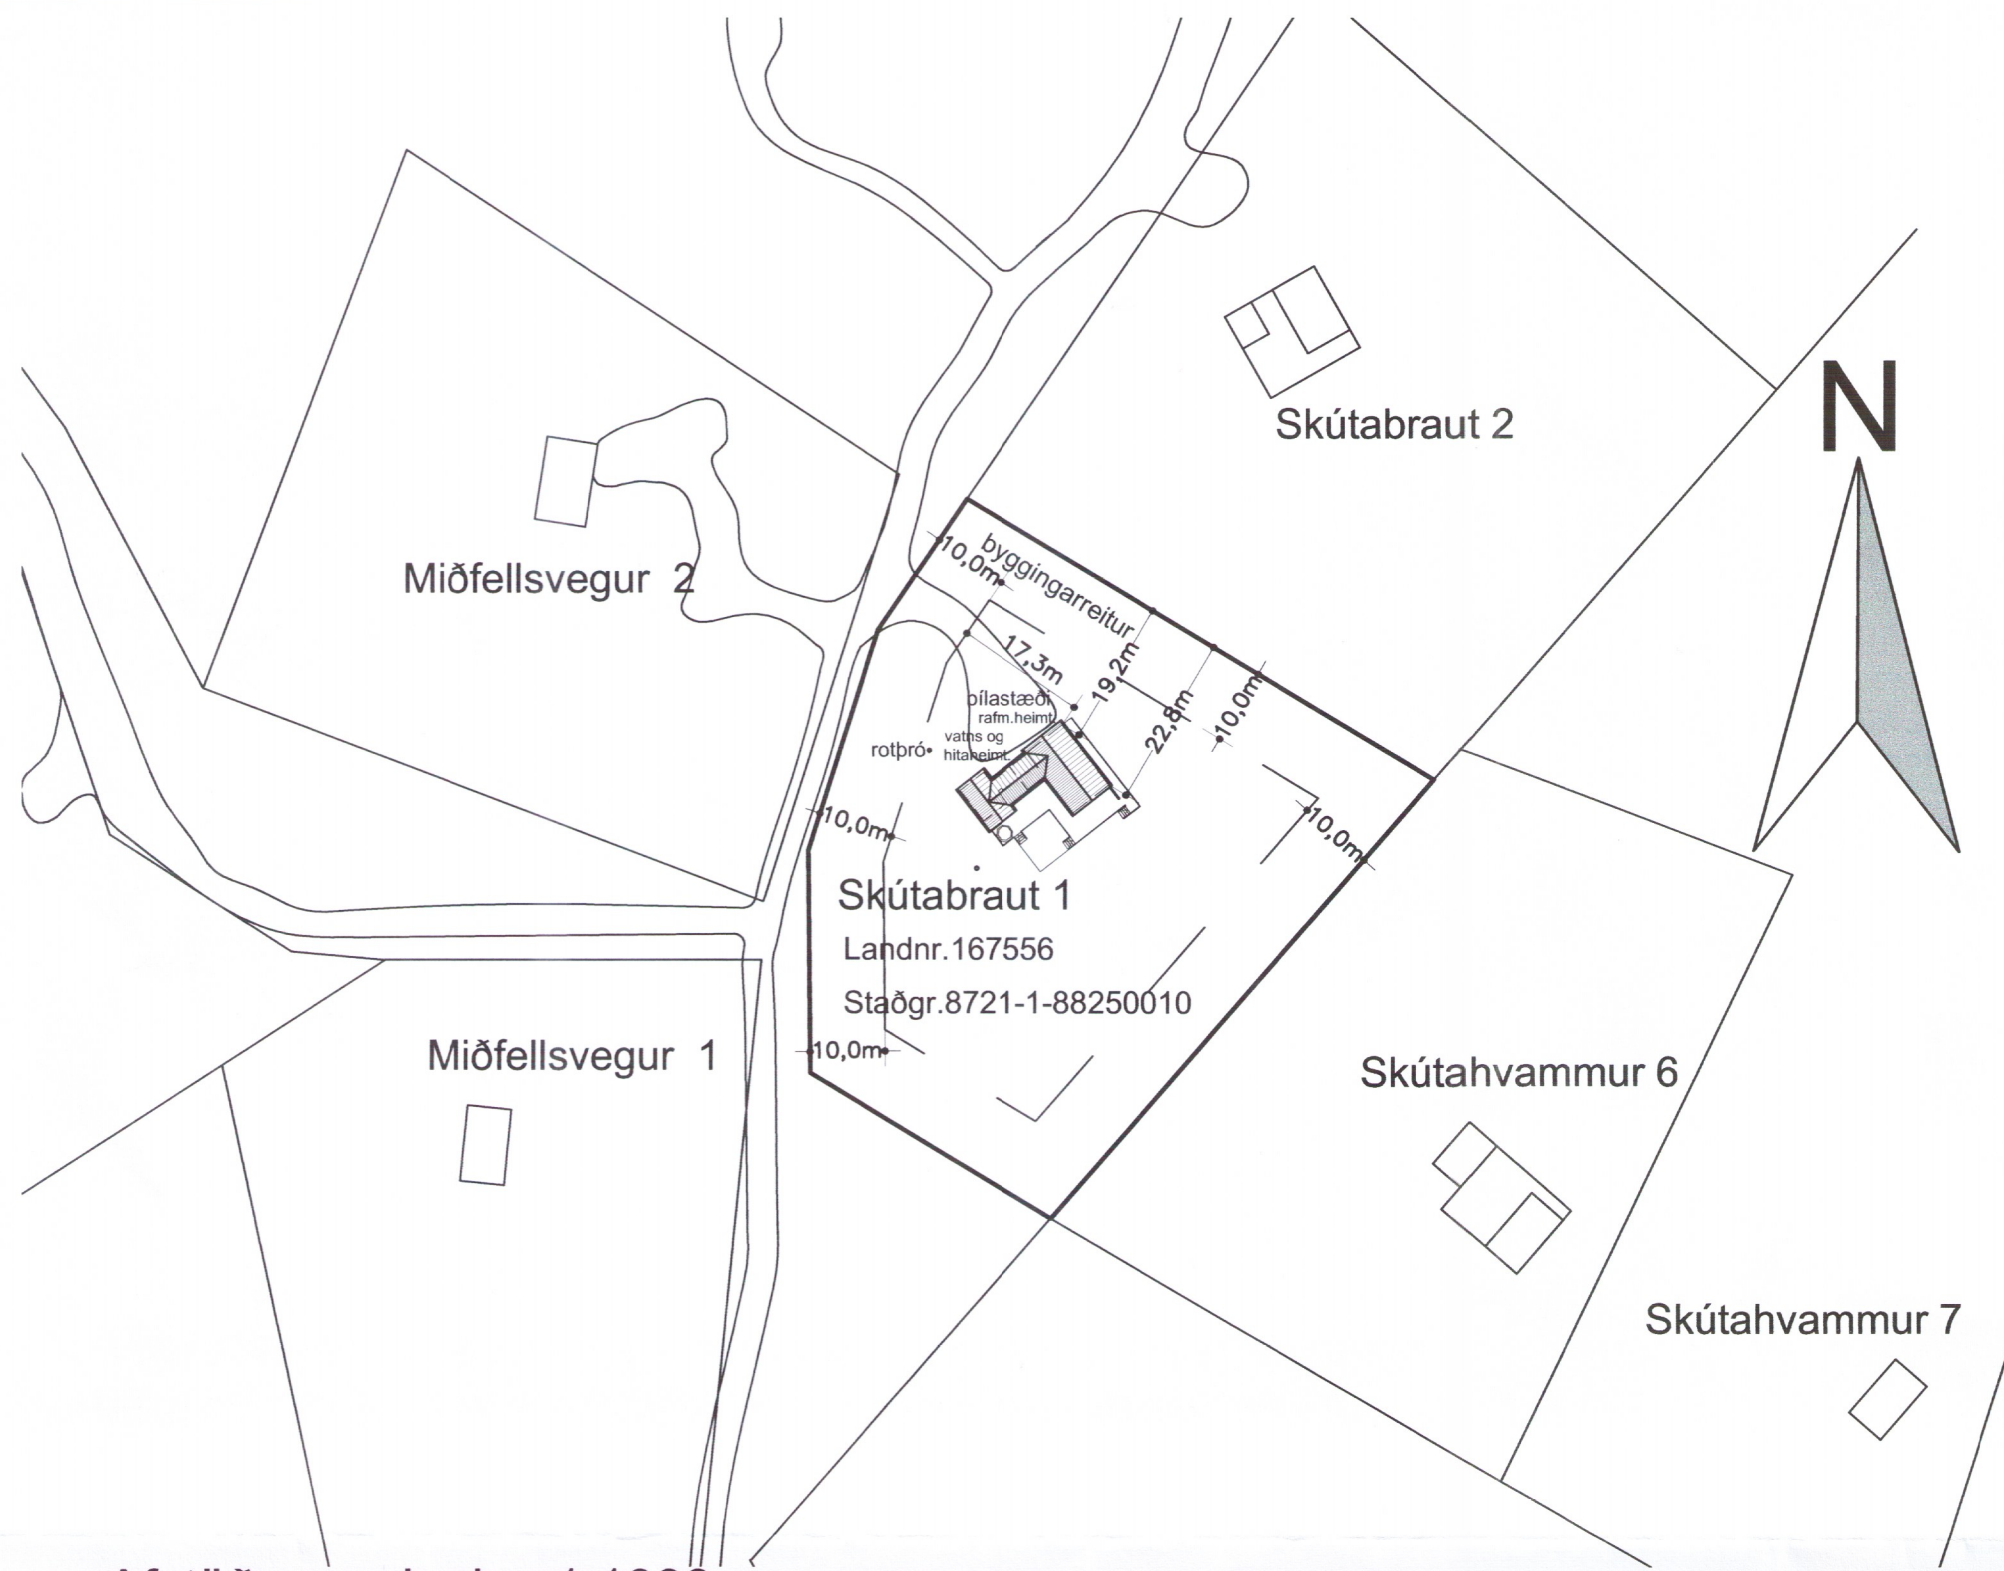 N
Skútabraut 2
Miðfellsvegur 2
byggingarreitur
10,0m
17,3m
19,2m
22,8m
10,0m
bílastæði
rafm.heimt.
vatns og
hitaheimt.
rotþró
10,0m
10,0m
Skútabraut 1
Landnr.167556
Staðgr.8721-1-88250010
10,0m
Miðfellsvegur 1
Skútahvammur 6
Skútahvammur 7